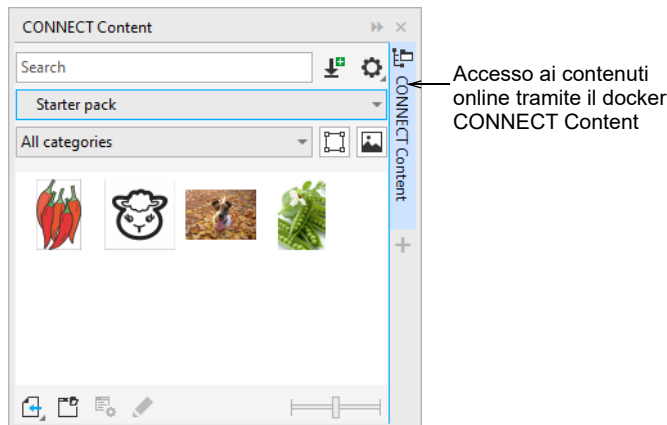 CONNECT Content
Search
Starter pack
All categories
CONNECT Content
Accesso ai contenuti
online tramite il docker
CONNECT Content